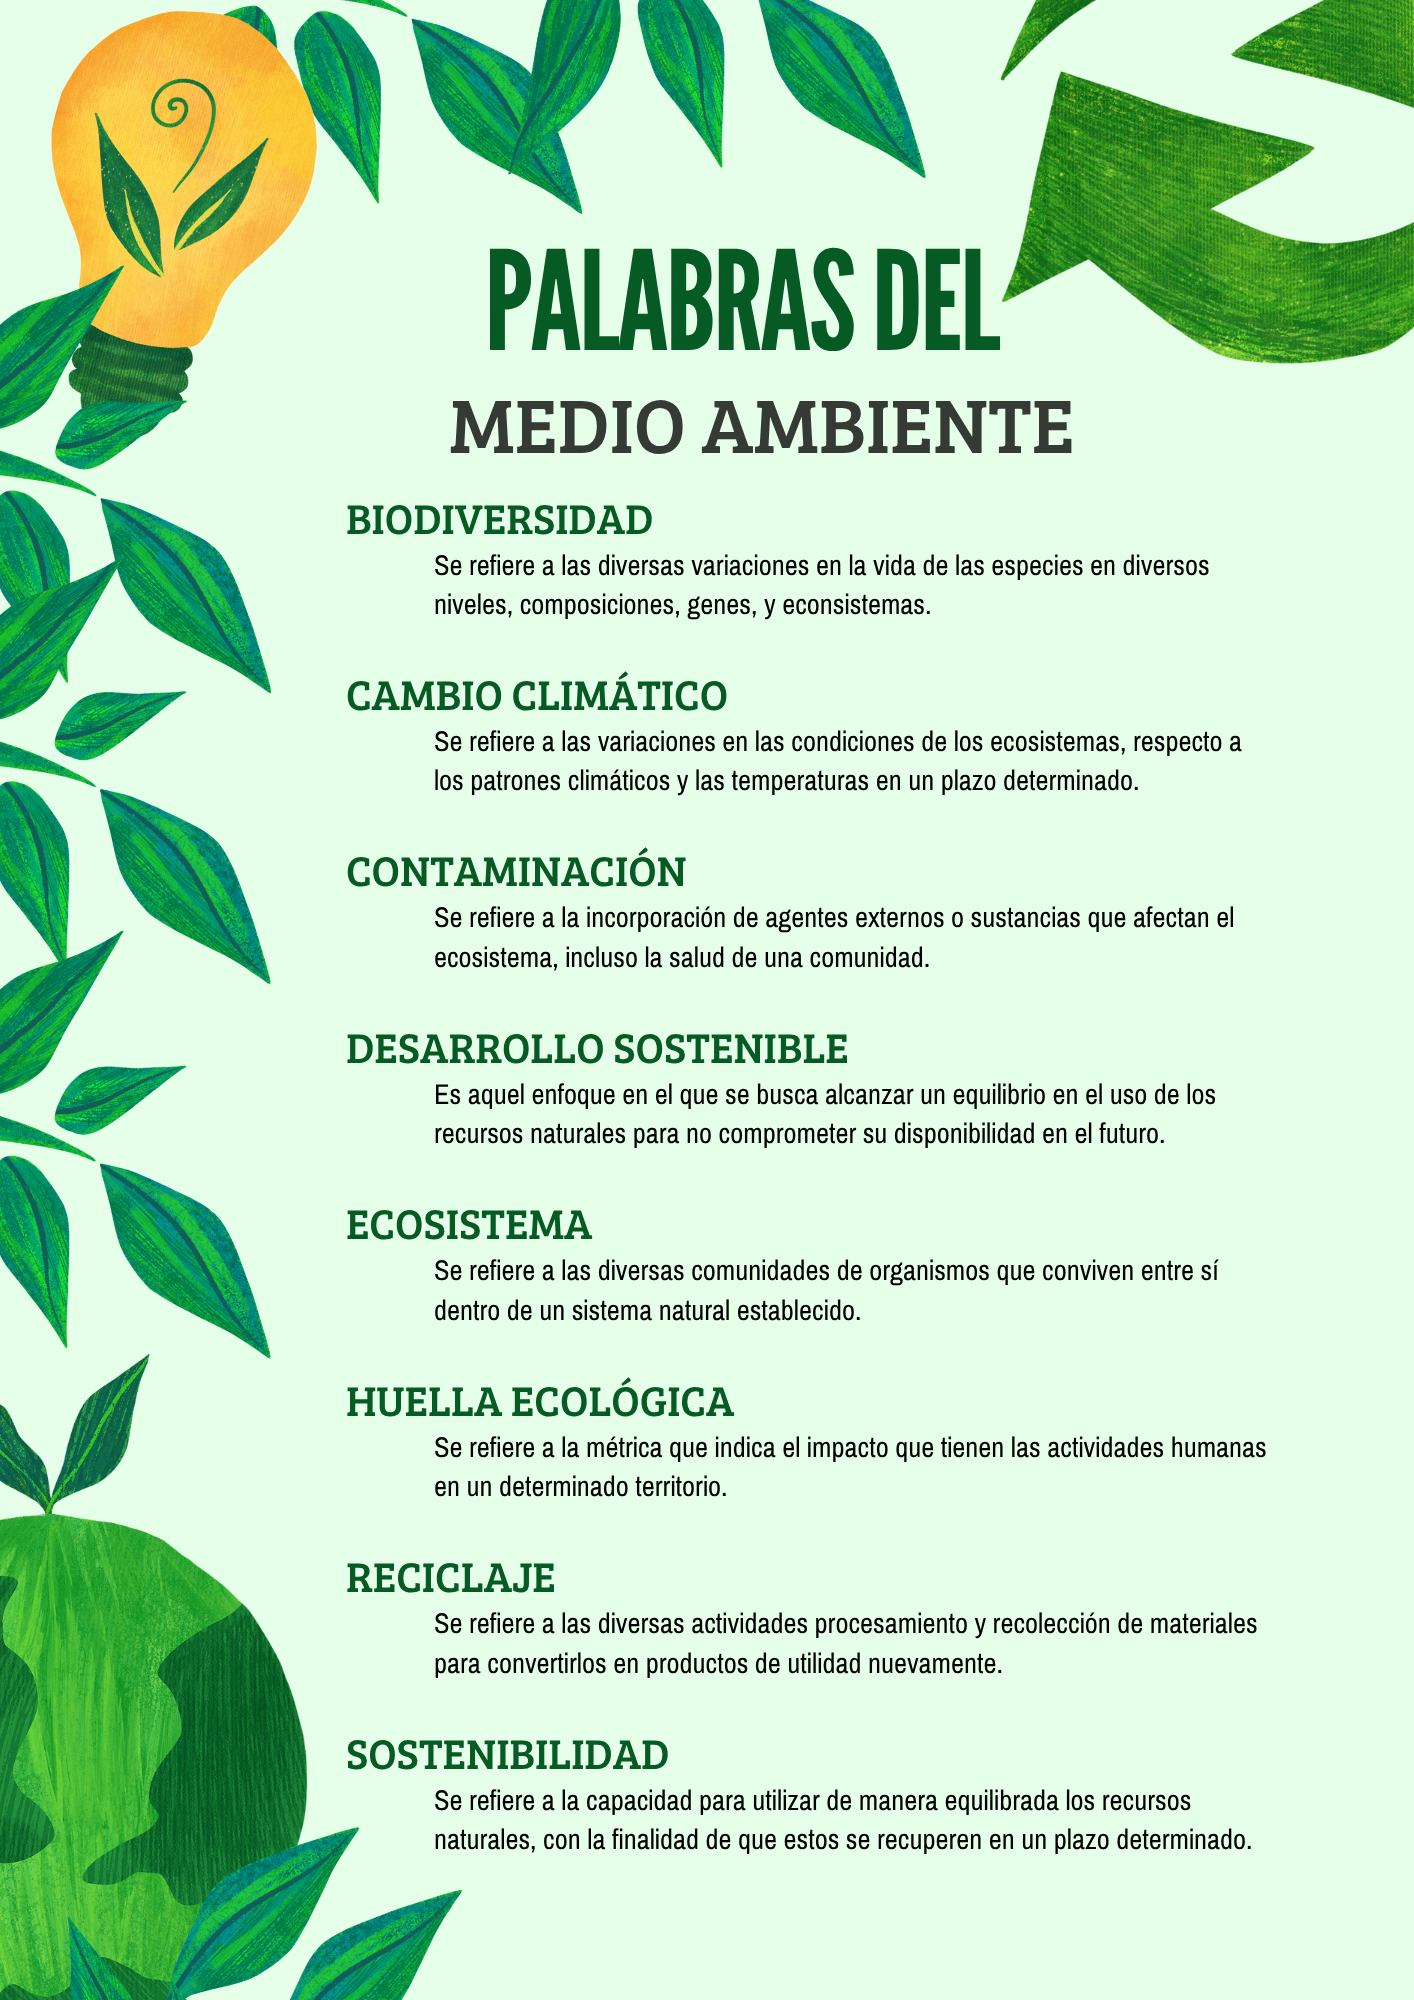 PALABRAS DEL
MEDIO AMBIENTE
BIODIVERSIDAD
Se refiere a las diversas variaciones en la vida de las especies en diversos
niveles, composiciones, genes, y econsistemas.
CAMBIO CLIMÁTICO
Se refiere a las variaciones en las condiciones de los ecosistemas, respecto a
los patrones climáticos y las temperaturas en un plazo determinado.
CONTAMINACIÓN
Se refiere a la incorporación de agentes externos o sustancias que afectan el
ecosistema, incluso la salud de una comunidad.
DESARROLLO SOSTENIBLE
Es aquel enfoque en el que se busca alcanzar un equilibrio en el uso de los
recursos naturales para no comprometer su disponibilidad en el futuro.
ECOSISTEMA
Se refiere a las diversas comunidades de organismos que conviven entre sí
dentro de un sistema natural establecido.
HUELLA ECOLÓGICA
Se refiere a la métrica que indica el impacto que tienen las actividades humanas
en un determinado territorio.
RECICLAJE
Se refiere a las diversas actividades procesamiento y recolección de materiales
para convertirlos en productos de utilidad nuevamente.
SOSTENIBILIDAD
Se refiere a la capacidad para utilizar de manera equilibrada los recursos
naturales, con la finalidad de que estos se recuperen en un plazo determinado.